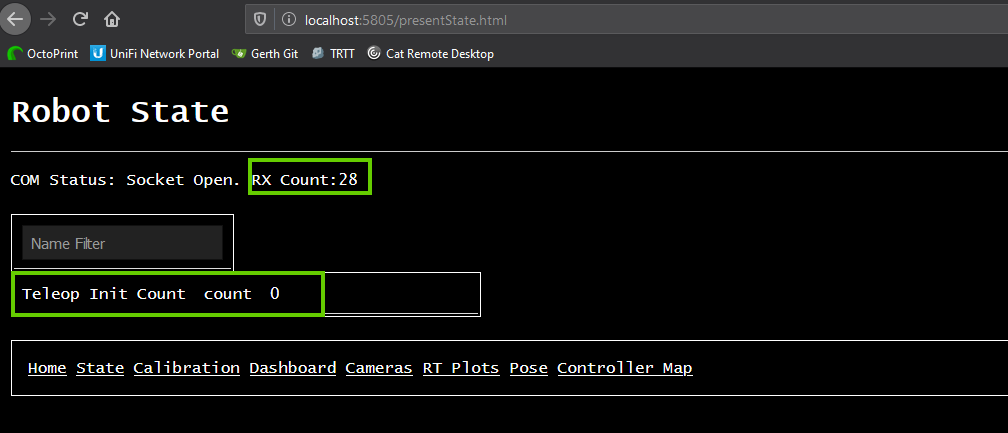 localhost:5805/presentState.html
OctoPrint UniFi Network Portal Gerth Git TRTT Cat Remote Desktop
Robot State
COM Status: Socket Open. RX Count:28
Name Filter
Teleop Init Count count 0
Home State Calibration Dashboard Cameras RT Plots Pose Controller Map